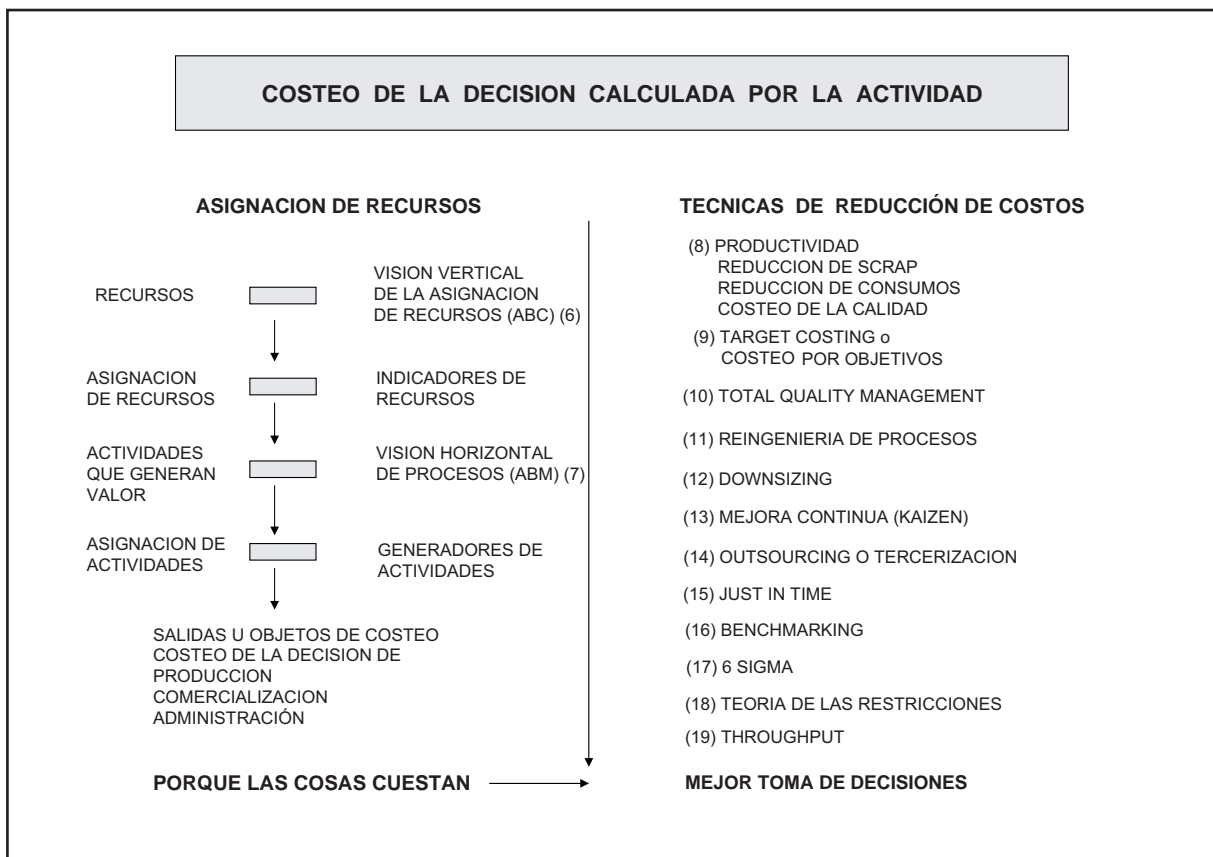 COSTEO DE LA DECISION CALCULADA POR LA ACTIVIDAD
ASIGNACION DE RECURSOS
RECURSOS
VISION VERTICAL
DE LA ASIGNACION
DE RECURSOS (ABC) (6)
ASIGNACION
DE RECURSOS
INDICADORES DE
RECURSOS
ACTIVIDADES
QUE GENERAN
VALOR
VISION HORIZONTAL
DE PROCESOS (ABM) (7)
ASIGNACION DE
ACTIVIDADES
GENERADORES DE
ACTIVIDADES
SALIDAS U OBJETOS DE COSTEO
COSTEO DE LA DECISION DE
PRODUCCION
COMERCIALIZACION
ADMINISTRACIÓN
PORQUE LAS COSAS CUESTAN
TECNICAS DE REDUCCIÓN DE COSTOS
(8) PRODUCTIVIDAD
REDUCCION DE SCRAP
REDUCCION DE CONSUMOS
COSTEO DE LA CALIDAD
(9) TARGET COSTING o
COSTEO POR OBJETIVOS
(10) TOTAL QUALITY MANAGEMENT
(11) REINGENIERIA DE PROCESOS
(12) DOWNSIZING
(13) MEJORA CONTINUA (KAIZEN)
(14) OUTSOURCING O TERCERIZACION
(15) JUST IN TIME
(16) BENCHMARKING
(17) 6 SIGMA
(18) TEORIA DE LAS RESTRICCIONES
(19) THROUGHPUT
MEJOR TOMA DE DECISIONES